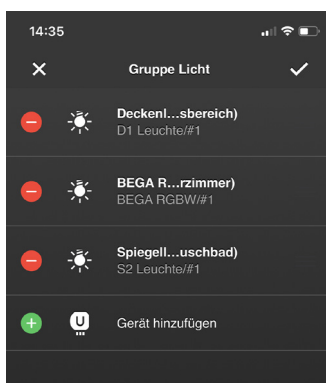 14:35
Gruppe Licht
Deckenl...sbereich)
D1 Leuchte/#1
BEGA R...rzimmer)
BEGA RGBW/#1
Spiegell...uschbad)
S2 Leuchte/#1
U Gerät hinzufügen